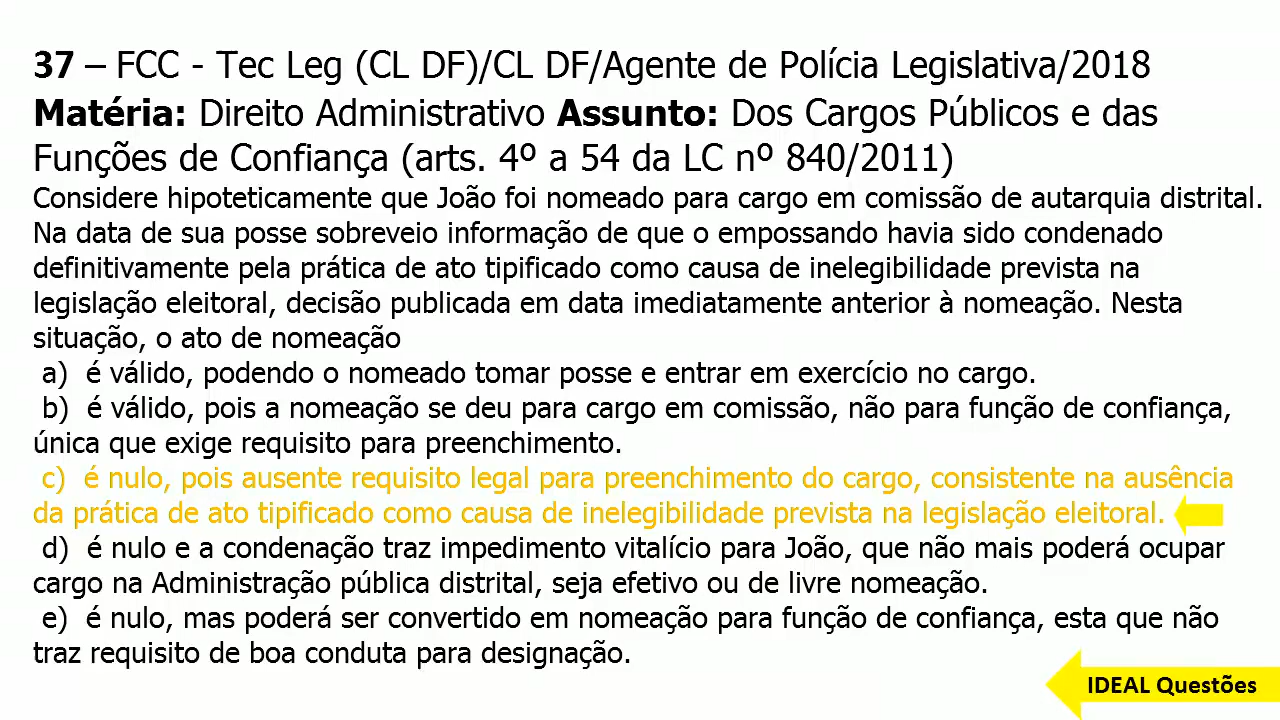 37 – FCC - Tec Leg (CL DF)/CL DF/Agente de Polícia Legislativa/2018
Matéria: Direito Administrativo Assunto: Dos Cargos Públicos e das
Funções de Confiança (arts. 4º a 54 da LC nº 840/2011)
Considere hipoteticamente que João foi nomeado para cargo em comissão de autarquia distrital.
Na data de sua posse sobreveio informação de que o empossando havia sido condenado
definitivamente pela prática de ato tipificado como causa de inelegibilidade prevista na
legislação eleitoral, decisão publicada em data imediatamente anterior à nomeação. Nesta
situação, o ato de nomeação
a) é válido, podendo o nomeado tomar posse e entrar em exercício no cargo.
b) é válido, pois a nomeação se deu para cargo em comissão, não para função de confiança,
única que exige requisito para preenchimento.
c) é nulo, pois ausente requisito legal para preenchimento do cargo, consistente na ausência
da prática de ato tipificado como causa de inelegibilidade prevista na legislação eleitoral.
d) é nulo e a condenação traz impedimento vitalício para João, que não mais poderá ocupar
cargo na Administração pública distrital, seja efetivo ou de livre nomeação.
e) é nulo, mas poderá ser convertido em nomeação para função de confiança, esta que não
traz requisito de boa conduta para designação.
IDEAL Questões